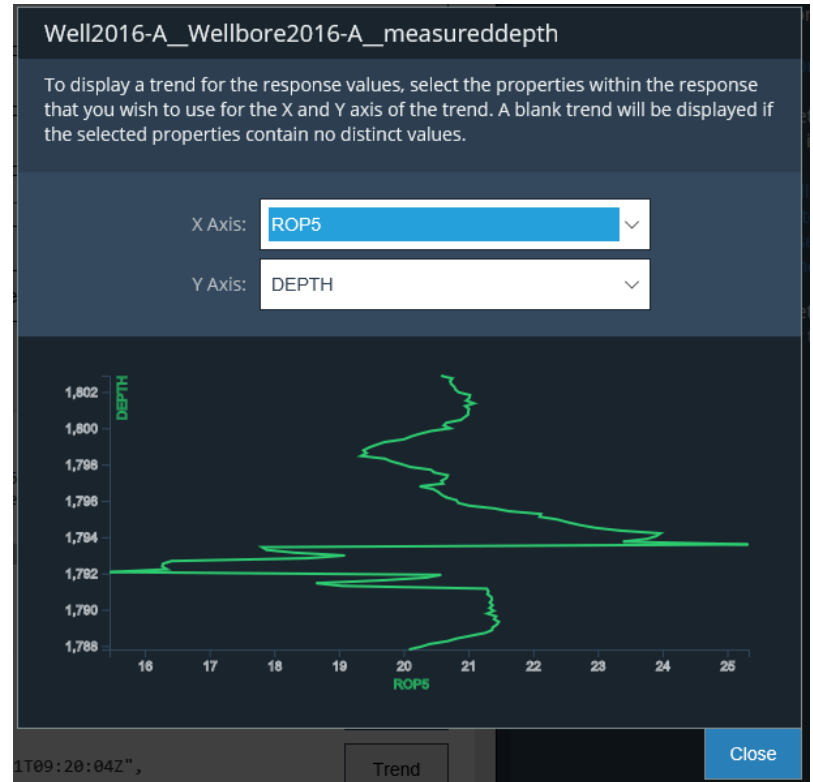 Well2016-A__Wellbore2016-A__measureddepth
To display a trend for the response values, select the properties within the response
that you wish to use for the X and Y axis of the trend. A blank trend will be displayed if
the selected properties contain no distinct values.
X Axis: ROP5
Y Axis: DEPTH
DEPTH
1,802
1,800
1,798
1,796
1,794
1,792
1,790
1,788
16 17 18 19 20 21 22 23 24 25
ROP5
Close
1T09:20:04Z",
Trend